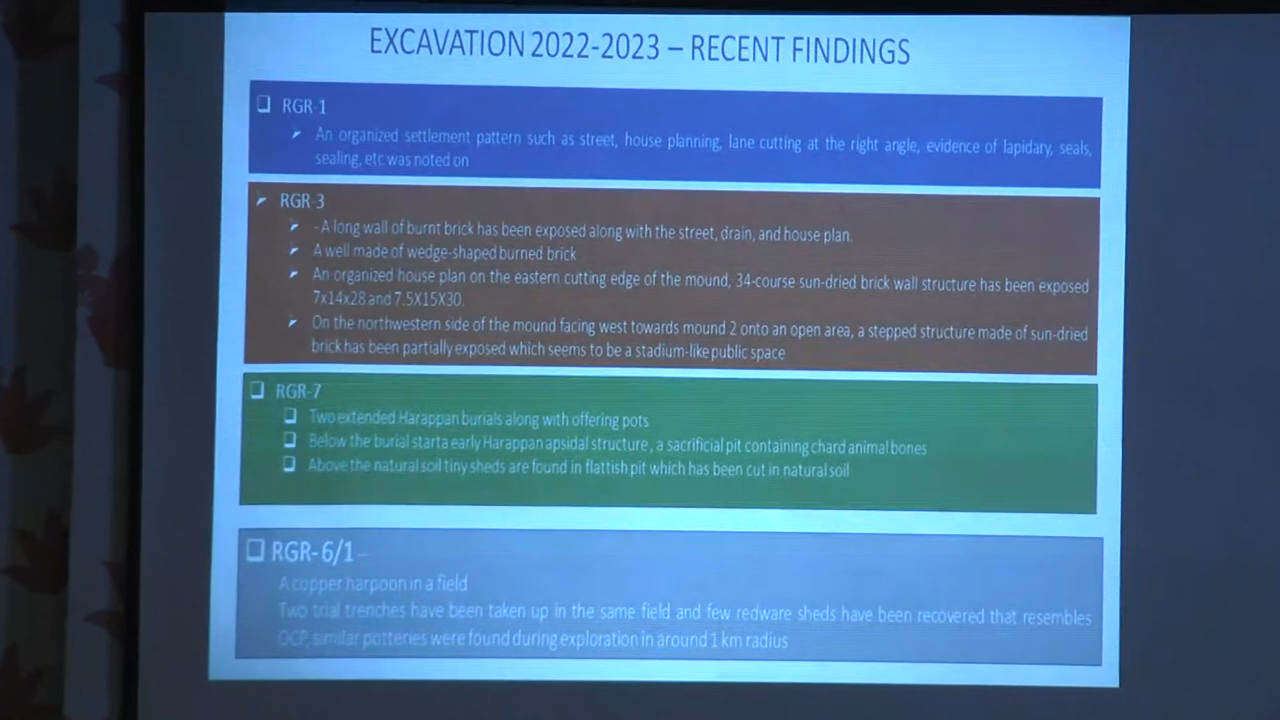 EXCAVATION 2022-2023 – RECENT FINDINGS
❑ RGR-1
➢ An organized settlement pattern such as street, house planning, lane cutting at the right angle, evidence of lapidary, seals,
sealing, etc was noted on
➢ RGR-3
➢ - A long wall of burnt brick has been exposed along with the street, drain, and house plan.
➢ A well made of wedge-shaped burned brick
➢ An organized house plan on the eastern cutting edge of the mound, 34-course sun-dried brick wall structure has been exposed
7x14x28 and 7.5X15X30.
➢ On the northwestern side of the mound facing west towards mound 2 onto an open area, a stepped structure made of sun-dried
brick has been partially exposed which seems to be a stadium-like public space
❑ RGR-7
❑ Two extended Harappan burials along with offering pots
❑ Below the burial starta early Harappan apsidal structure, a sacrificial pit containing chard animal bones
❑ Above the natural soil tiny sheds are found in flattish pit which has been cut in natural soil
❑ RGR- 6/1 –
A copper harpoon in a field
Two trial trenches have been taken up in the same field and few redware sheds have been recovered that resembles
OCP, similar potteries were found during exploration in around 1 km radius